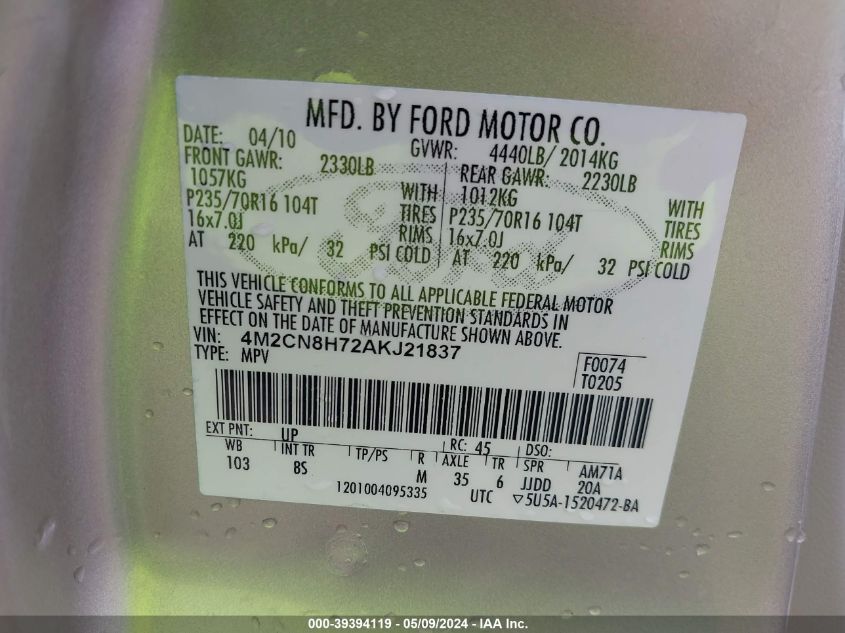 MFD. BY FORD MOTOR CO.
DATE: 04/10 GVWR: 4440LB/ 2014KG
FRONT GAWR: 2330LB REAR GAWR: 2230LB
1057KG WITH 1012KG WITH
P235/70R16 104T TIRES P235/70R16 104T TIRES
16x7.0J RIMS 16x7.0J RIMS
AT 220 kPa/ 32 PSI COLD AT 220 kPa/ 32 PSI COLD
THIS VEHICLE CONFORMS TO ALL APPLICABLE FEDERAL MOTOR
VEHICLE SAFETY AND THEFT PREVENTION STANDARDS IN
EFFECT ON THE DATE OF MANUFACTURE SHOWN ABOVE.
VIN: 4M2CN8H72AKJ21837
TYPE: MPV
F0074
T0205
EXT PNT: UP RC: 45 DSO:
WB INT TR TP/PS R AXLE TR SPR AM71A
103 BS M 35 6 JJDD 20A
1201004095335 UTC ▽5U5A-1520472-BA
Ford
000-39394119 - 05/09/2024 - IAA Inc.